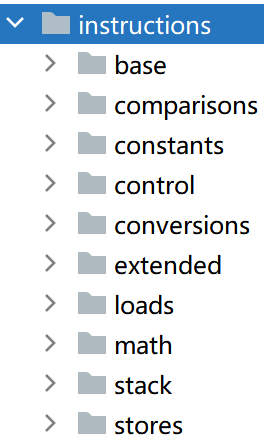 instructions
base
comparisons
constants
control
conversions
extended
loads
math
stack
stores